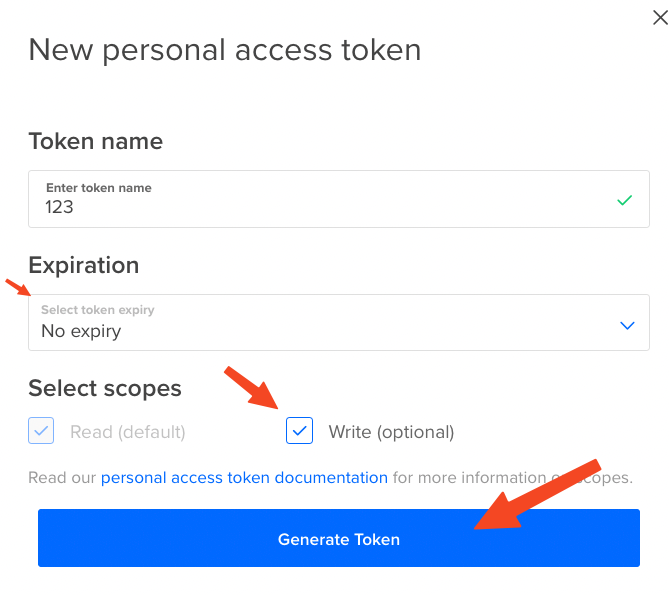 New personal access token
Token name
Enter token name
123
Expiration
Select token expiry
No expiry
Select scopes
Read (default)
Write (optional)
Read our personal access token documentation for more information on scopes.
Generate Token